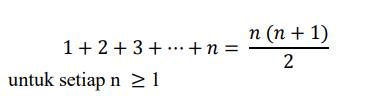 1 + 2 + 3 + ⋯ + n = n (n + 1) / 2
untuk setiap n ≥ 1